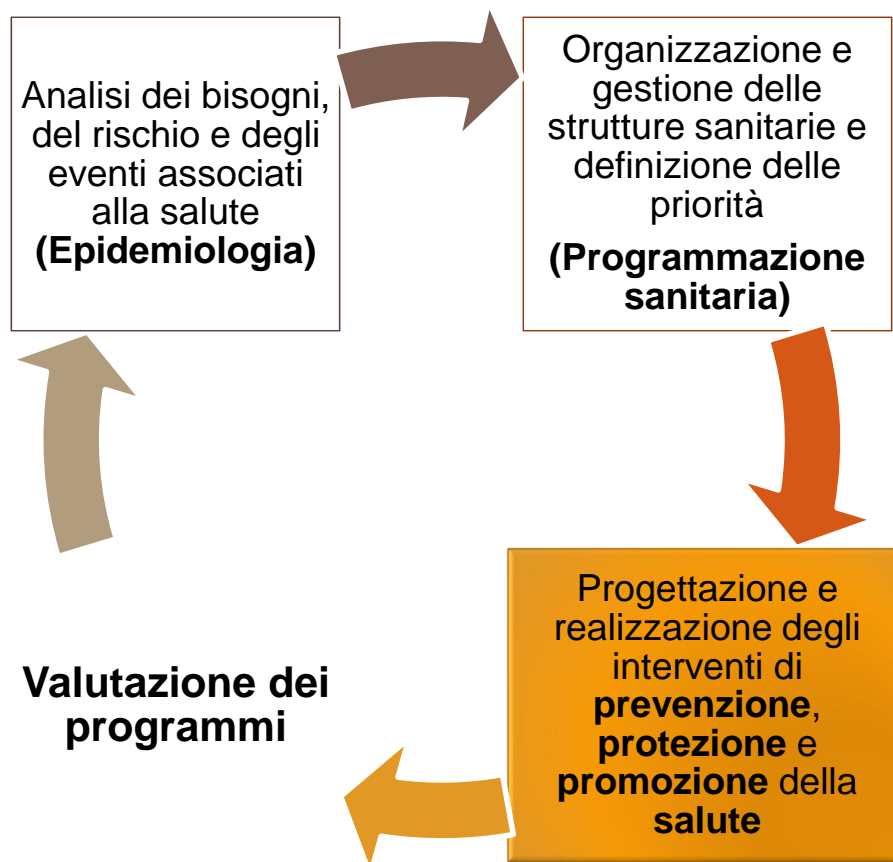 Analisi dei bisogni,
del rischio e degli
eventi associati
alla salute
(Epidemiologia)
Organizzazione e
gestione delle
strutture sanitarie e
definizione delle
priorità
(Programmazione
sanitaria)
Progettazione e
realizzazione degli
interventi di
prevenzione,
protezione e
promozione della
salute
Valutazione dei
programmi